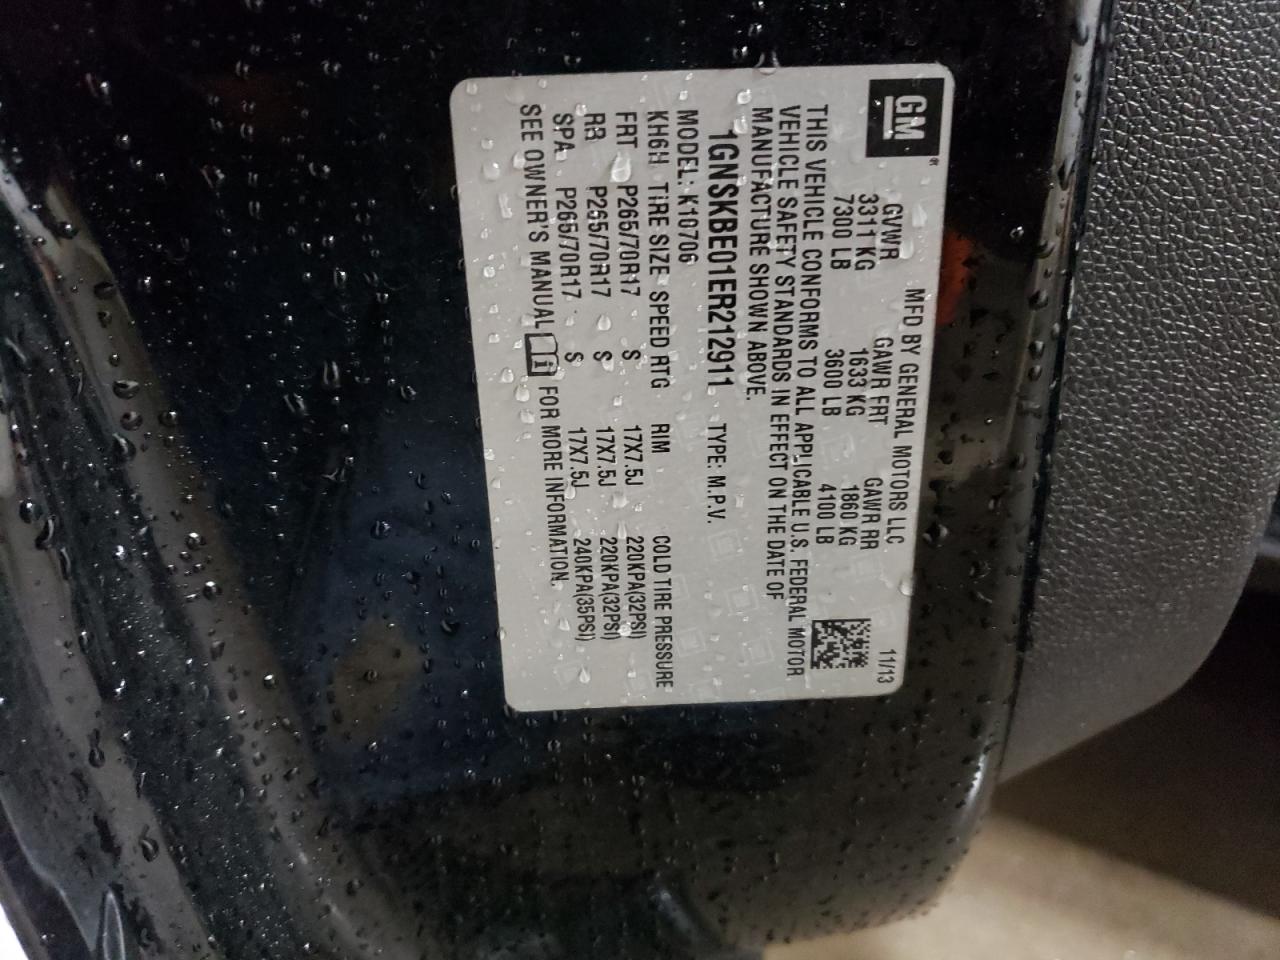 GM®
MFD BY GENERAL MOTORS LLC 11/13
GVWR GAWR FRT GAWR RR
3311 KG 1633 KG 1860 KG
7300 LB 3600 LB 4100 LB
THIS VEHICLE CONFORMS TO ALL APPLICABLE U.S. FEDERAL MOTOR
VEHICLE SAFETY STANDARDS IN EFFECT ON THE DATE OF
MANUFACTURE SHOWN ABOVE.
1GNSKBE01ER212911 TYPE: M.P.V.
MODEL: K10706
KH6H TIRE SIZE SPEED RTG RIM COLD TIRE PRESSURE
FRT P265/70R17 S 17X7.5J 220KPA(32PSI)
RR P265/70R17 S 17X7.5J 220KPA(32PSI)
SPA P265/70R17 S 17X7.5J 240KPA(35PSI)
SEE OWNER'S MANUAL FOR MORE INFORMATION.